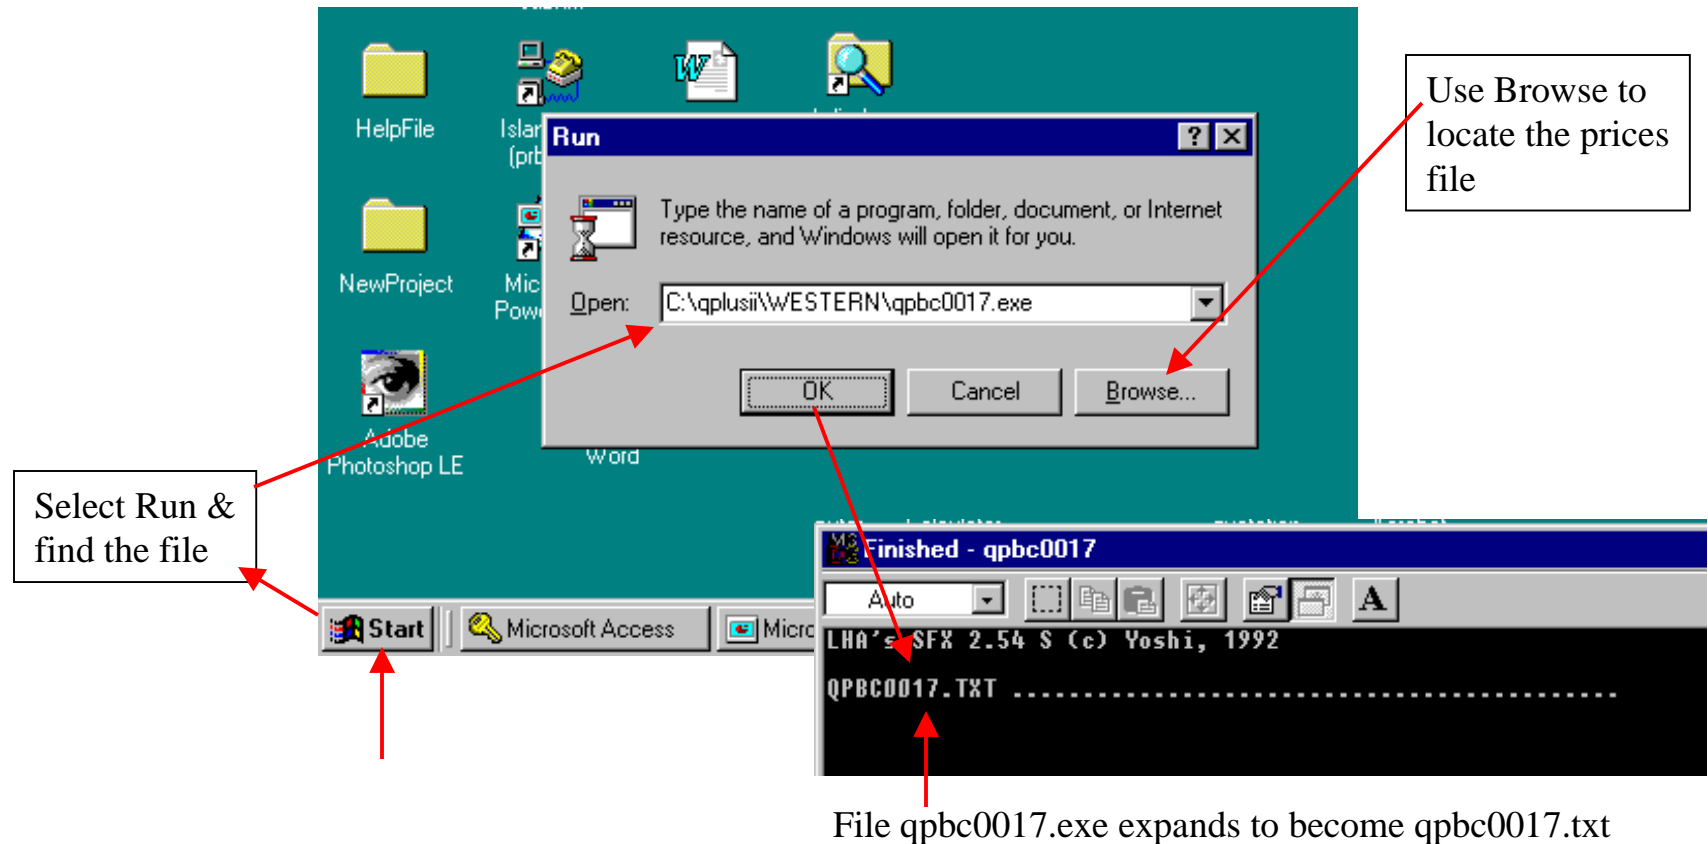 HelpFile
Run
Use Browse to
locate the prices
file
Type the name of a program, folder, document, or Internet
resource, and Windows will open it for you.
NewProject
Open:
C:\qplusii\WESTERN\qpbc0017.exe
OK
Cancel
Browse...
Adobe
Photoshop LE
Word
Select Run &
find the file
Finished - qpbc0017
Auto
A
Start
Microsoft Access
LHA's SFX 2.54 S (c) Yoshi, 1992
QPBC0017.TXT ...........................................
File qpbc0017.exe expands to become qpbc0017.txt